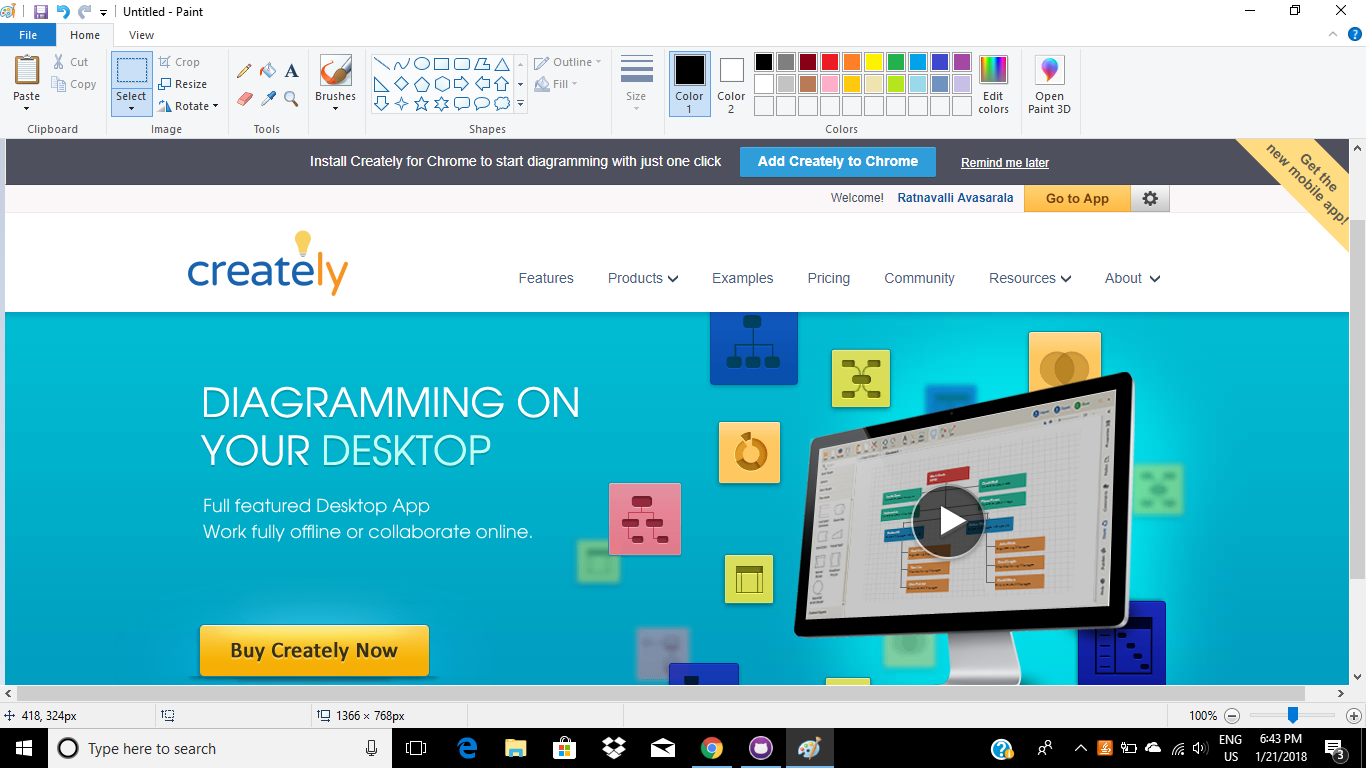 Untitled - Paint
File Home View
Paste
Cut
Copy
Clipboard
Select
Crop
Resize
Rotate
Image
A
Tools
Brushes
Outline
Fill
Shapes
Size
Color 1
Color 2
Edit colors
Colors
Open Paint 3D
Install Creately for Chrome to start diagramming with just one click Add Creately to Chrome Remind me later
Get the
new mobile app!
Welcome! Ratnavalli Avasarala Go to App
creately
Features Products Examples Pricing Community Resources About
DIAGRAMMING ON
YOUR DESKTOP
Full featured Desktop App
Work fully offline or collaborate online.
Buy Creately Now
418, 324px 1366 × 768px 100%
Type here to search
ENG
US
6:43 PM
1/21/2018
3